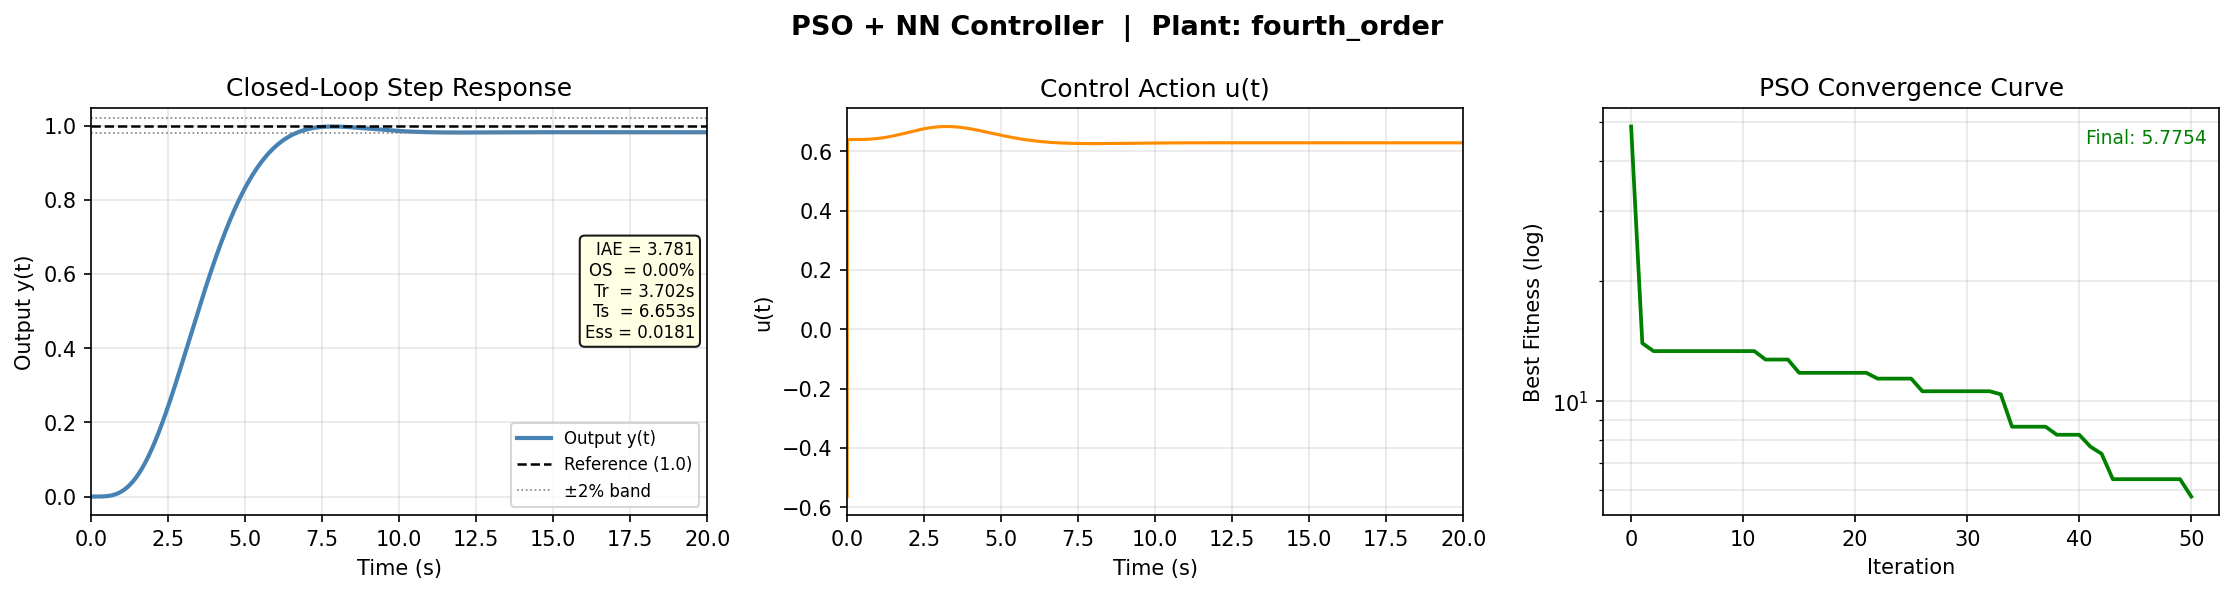 PSO + NN Controller | Plant: fourth_order
Closed-Loop Step Response
Output y(t)
1.0
0.8
0.6
0.4
0.2
0.0
IAE = 3.781
OS = 0.00%
Tr = 3.702s
Ts = 6.653s
Ess = 0.0181
Output y(t)
Reference (1.0)
±2% band
0.0 2.5 5.0 7.5 10.0 12.5 15.0 17.5 20.0
Time (s)
Control Action u(t)
u(t)
0.6
0.4
0.2
0.0
−0.2
−0.4
−0.6
0.0 2.5 5.0 7.5 10.0 12.5 15.0 17.5 20.0
Time (s)
PSO Convergence Curve
Best Fitness (log)
Final: 5.7754
10¹
0 10 20 30 40 50
Iteration